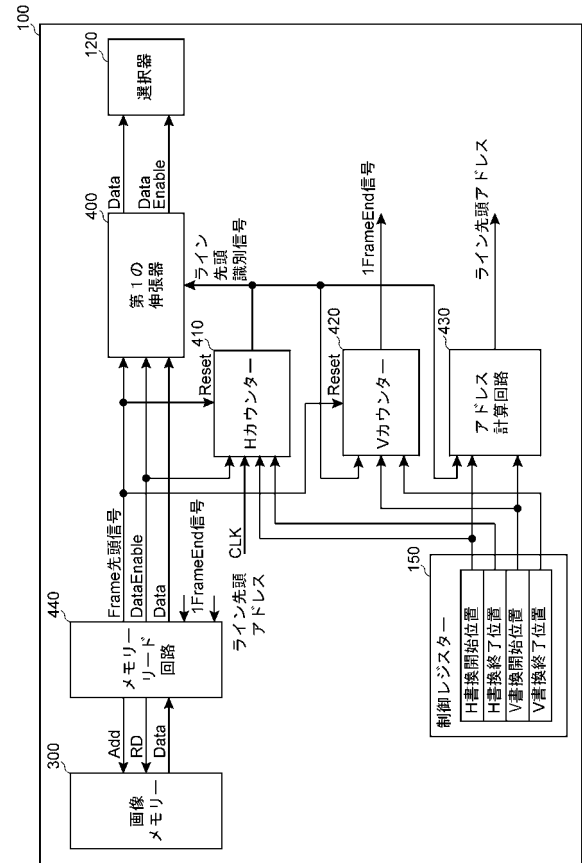 100
300
画像
メモリー
Add
RD
Data
440
メモリー
リード
回路
Frame先頭信号
DataEnable
Data
1FrameEnd信号
ライン先頭
アドレス
CLK
400
第1の
伸張器
Data
Data
Enable
120
選択器
ライン
先頭
識別信号
410
Reset
Hカウンター
420
Reset
Vカウンター
1FrameEnd信号
430
アドレス
計算回路
ライン先頭アドレス
150
制御レジスター
H書換開始位置
H書換終了位置
V書換開始位置
V書換終了位置